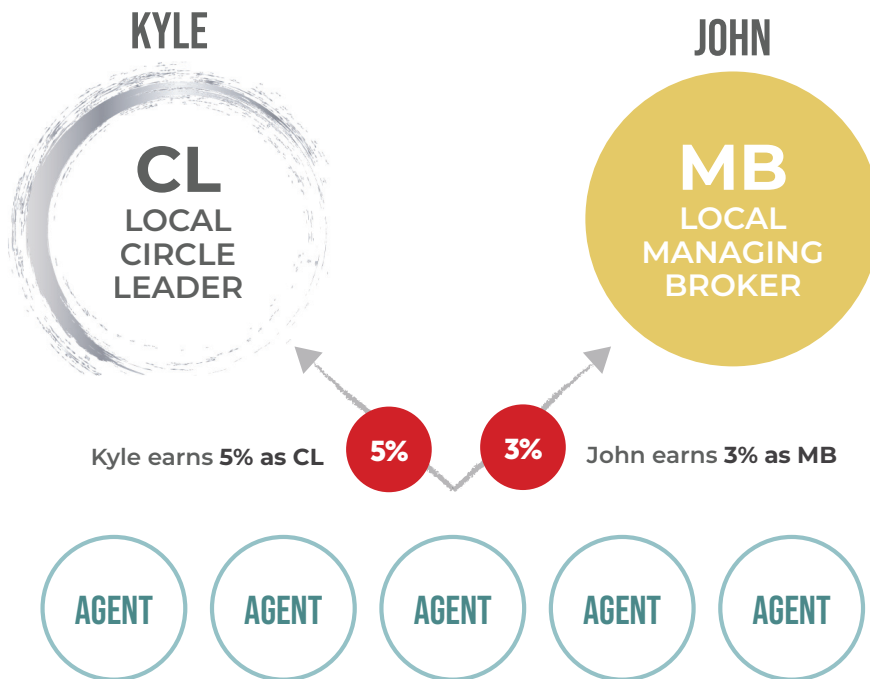 KYLE
JOHN
CL
LOCAL
CIRCLE
LEADER
MB
LOCAL
MANAGING
BROKER
Kyle earns 5% as CL
5%
3%
John earns 3% as MB
AGENT
AGENT
AGENT
AGENT
AGENT